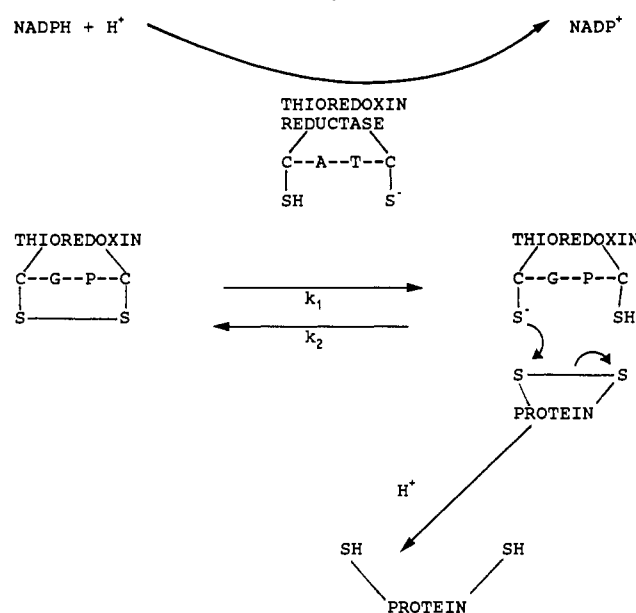 NADPH + H⁺ NADP⁺
THIOREDOXIN
REDUCTASE
C--A--T--C
SH S⁻
THIOREDOXIN THIOREDOXIN
C--G--P--C C--G--P--C
k₁
S S S⁻ SH
k₂
S S
PROTEIN
H⁺
SH SH
PROTEIN